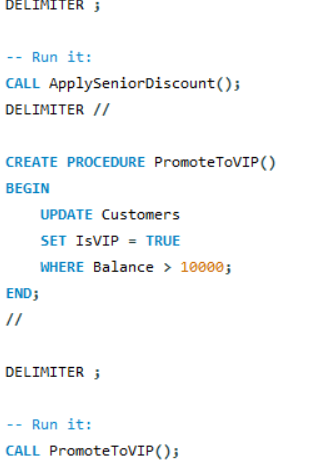 DELIMITER ;
-- Run it:
CALL ApplySeniorDiscount();
DELIMITER //
CREATE PROCEDURE PromoteToVIP()
BEGIN
    UPDATE Customers
    SET IsVIP = TRUE
    WHERE Balance > 10000;
END;
//
DELIMITER ;
-- Run it:
CALL PromoteToVIP();